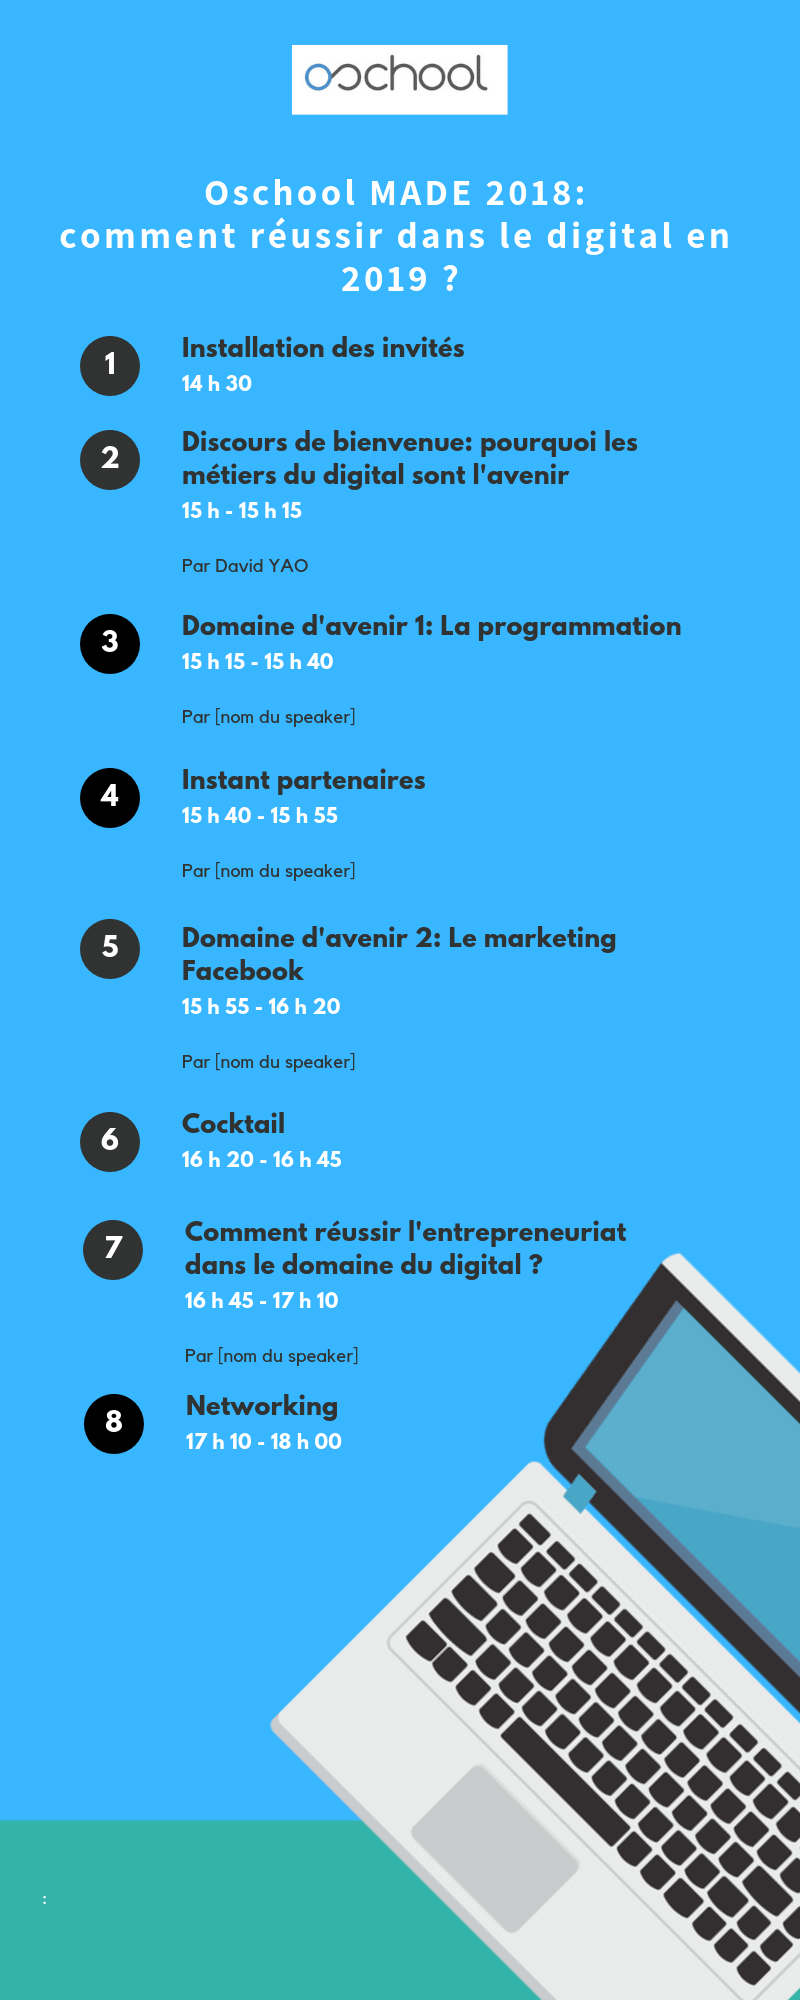 oschool
Oschool MADE 2018:
comment réussir dans le digital en
2019 ?
1
Installation des invités
14 h 30
2
Discours de bienvenue: pourquoi les
métiers du digital sont l'avenir
15 h - 15 h 15
Par David YAO
3
Domaine d'avenir 1: La programmation
15 h 15 - 15 h 40
Par [nom du speaker]
4
Instant partenaires
15 h 40 - 15 h 55
Par [nom du speaker]
5
Domaine d'avenir 2: Le marketing
Facebook
15 h 55 - 16 h 20
Par [nom du speaker]
6
Cocktail
16 h 20 - 16 h 45
7
Comment réussir l'entrepreneuriat
dans le domaine du digital ?
16 h 45 - 17 h 10
Par [nom du speaker]
8
Networking
17 h 10 - 18 h 00
: